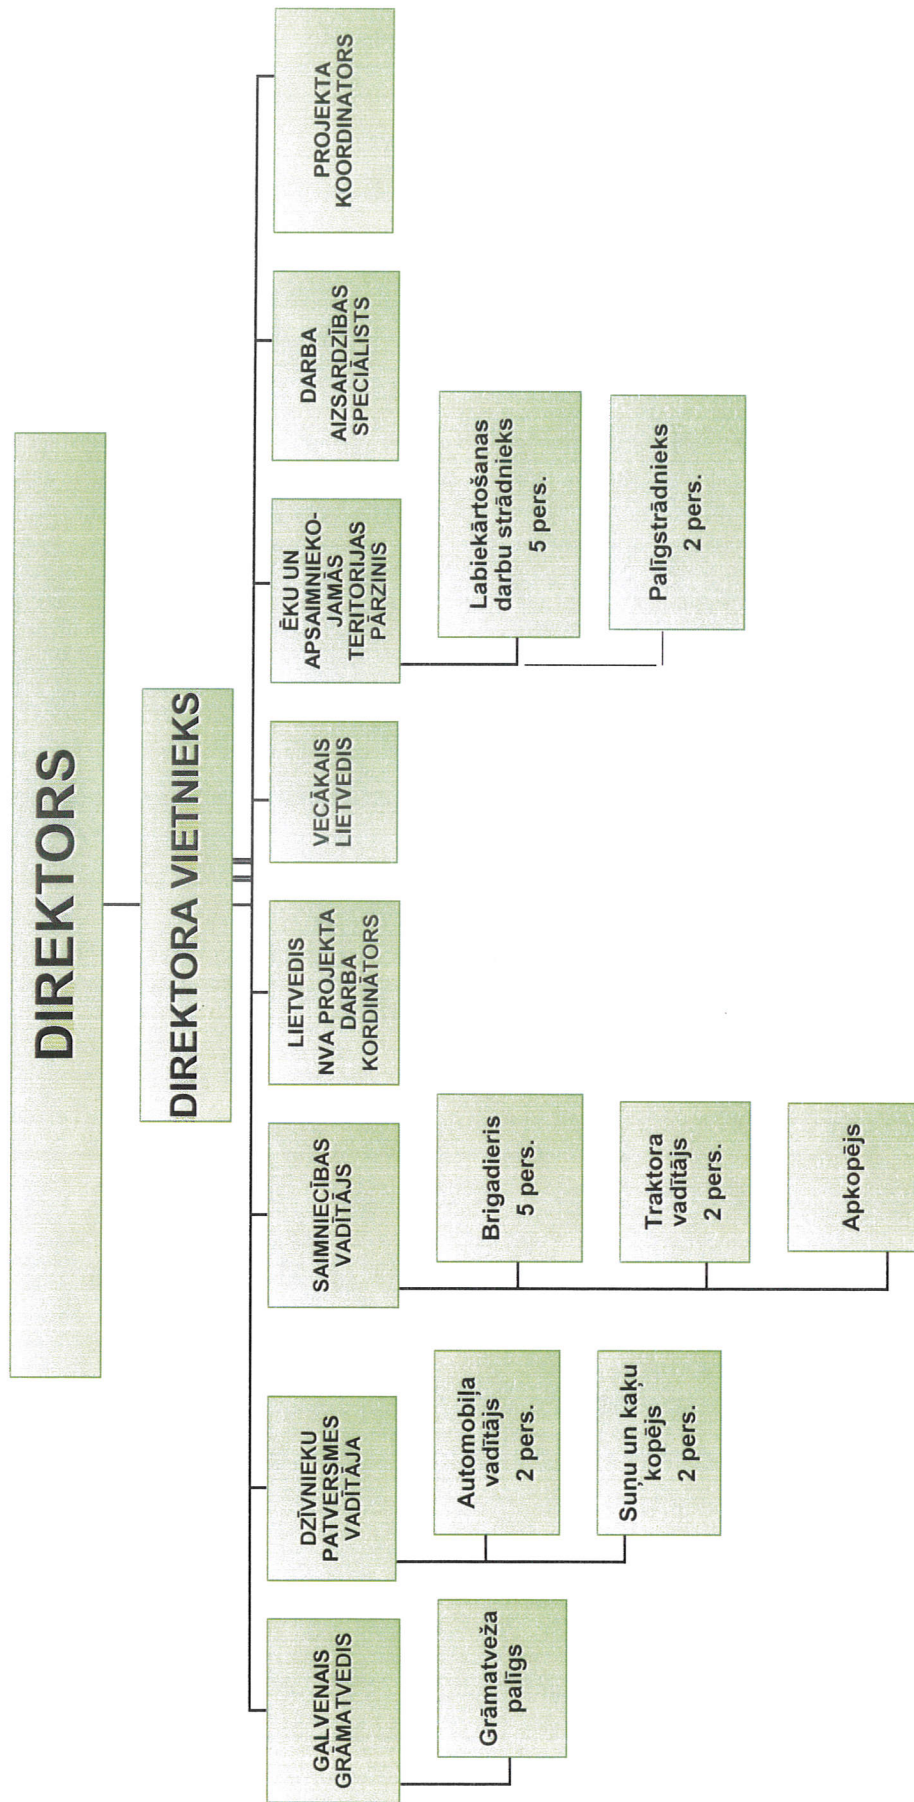 DIREKTORS
DIREKTORA VIETNIEKS
GALVENAIS
GRĀMATVEDIS
DZĪVNIEKU
PATVERSMES
VADĪTĀJA
SAIMNIECĪBAS
VADĪTĀJS
LIETVEDIS
NVA PROJEKTA
DARBA
KORDINĀTORS
VECĀKAIS
LIETVEDIS
ĒKU UN
APSAIMNIEKO-
JAMĀS
TERITORIJAS
PĀRZINIS
DARBA
AIZSARDZĪBAS
SPECIĀLISTS
PROJEKTA
KOORDINATORS
Grāmatveža
palīgs
Automobiļa
vadītājs
2 pers.
Suņu un kaķu
kopējs
2 pers.
Brigadieris
5 pers.
Traktora
vadītājs
2 pers.
Apkopējs
Labiekārtošanas
darbu strādnieks
5 pers.
Palīgstrādnieks
2 pers.